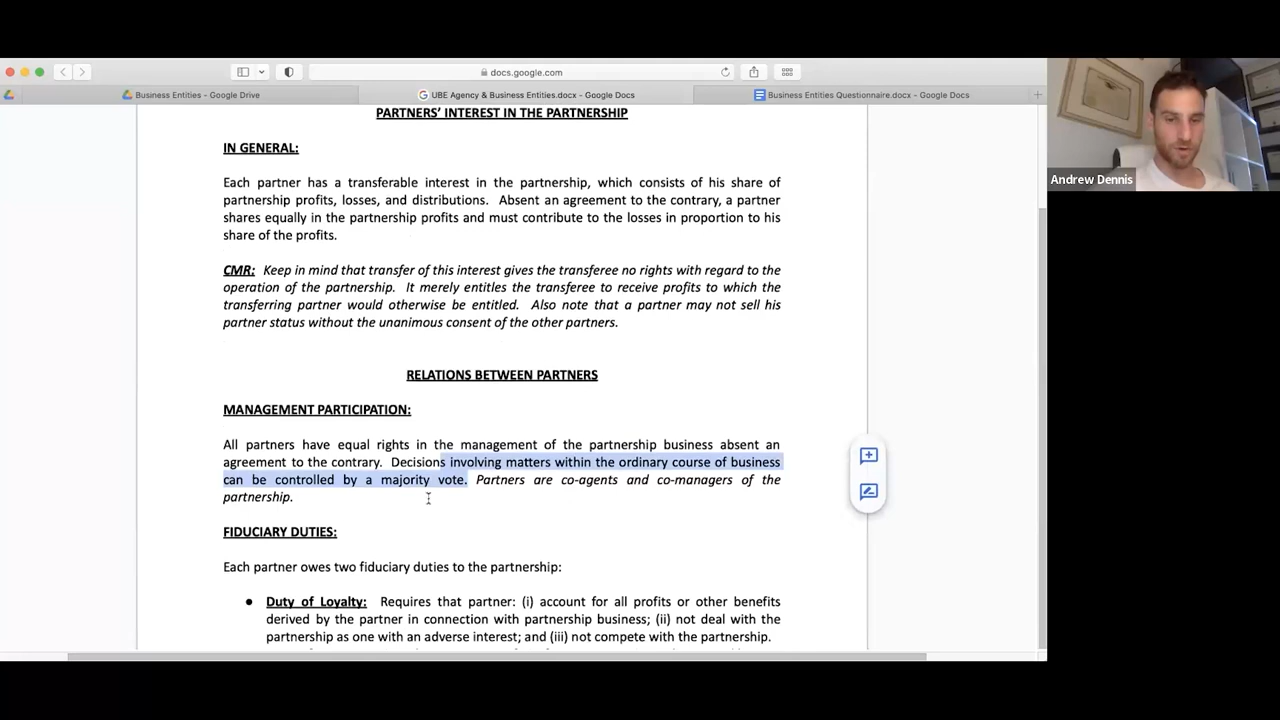 docs.google.com
Business Entities - Google Drive
UBE Agency & Business Entities.docx - Google Docs
Business Entities Questionnaire.docx - Google Docs
PARTNERS' INTEREST IN THE PARTNERSHIP
IN GENERAL:
Each partner has a transferable interest in the partnership, which consists of his share of
partnership profits, losses, and distributions. Absent an agreement to the contrary, a partner
shares equally in the partnership profits and must contribute to the losses in proportion to his
share of the profits.
CMR: Keep in mind that transfer of this interest gives the transferee no rights with regard to the
operation of the partnership. It merely entitles the transferee to receive profits to which the
transferring partner would otherwise be entitled. Also note that a partner may not sell his
partner status without the unanimous consent of the other partners.
RELATIONS BETWEEN PARTNERS
MANAGEMENT PARTICIPATION:
All partners have equal rights in the management of the partnership business absent an
agreement to the contrary. Decisions involving matters within the ordinary course of business
can be controlled by a majority vote. Partners are co-agents and co-managers of the
partnership.
FIDUCIARY DUTIES:
Each partner owes two fiduciary duties to the partnership:
● Duty of Loyalty: Requires that partner: (i) account for all profits or other benefits
derived by the partner in connection with partnership business; (ii) not deal with the
partnership as one with an adverse interest; and (iii) not compete with the partnership.
Andrew Dennis